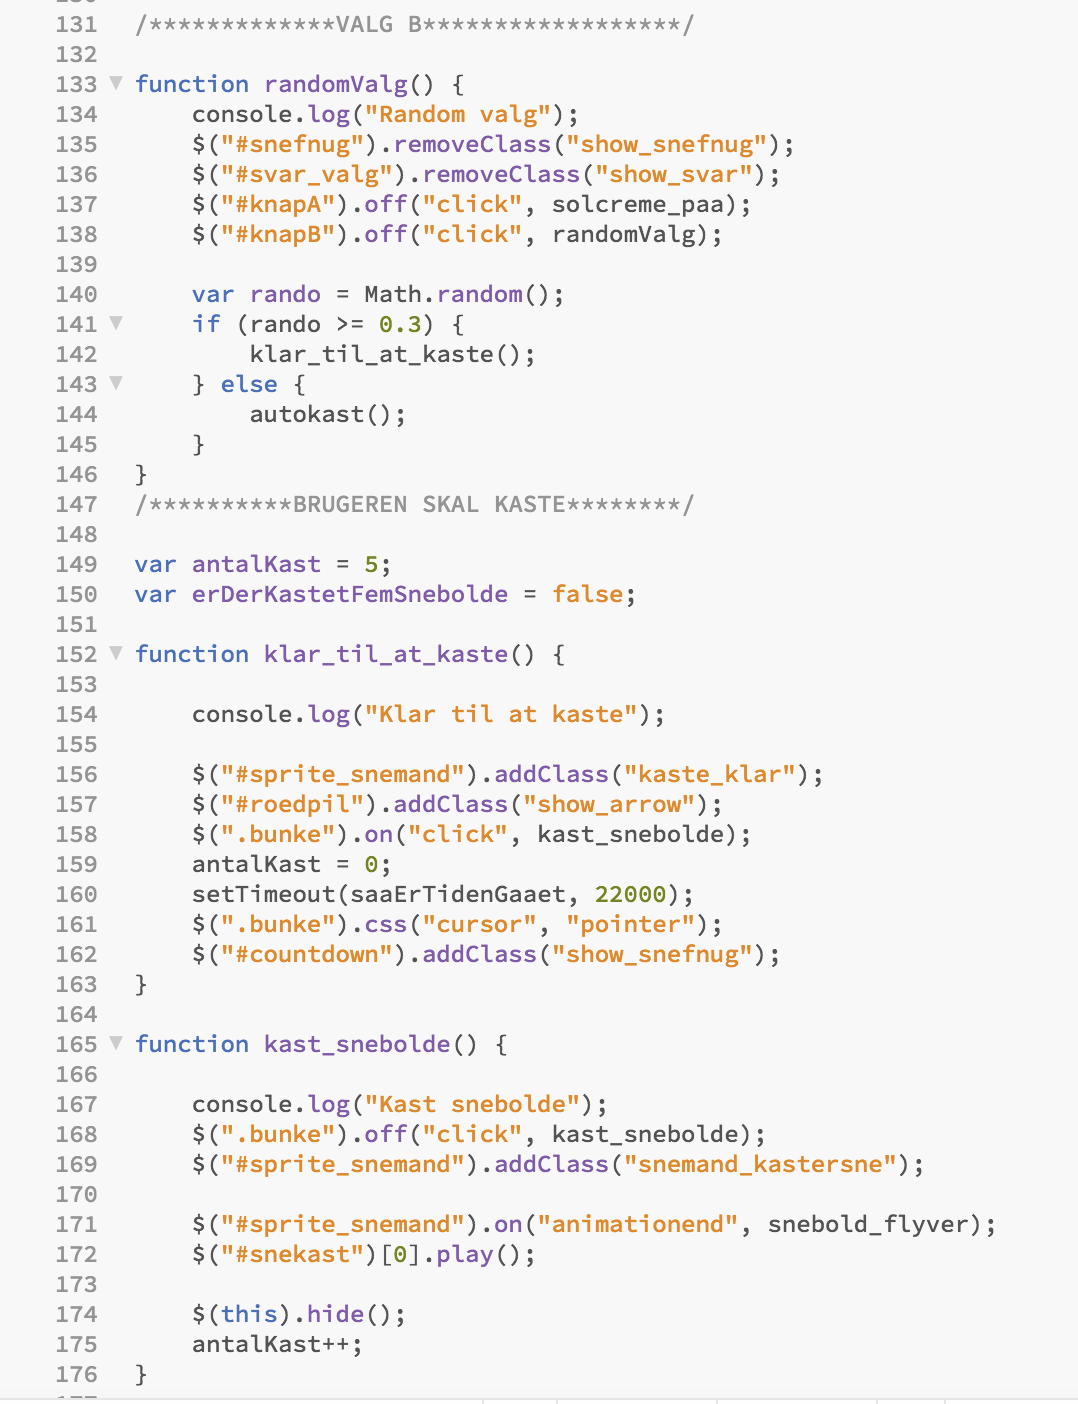 131 /*************VALG B******************/
132
133 function randomValg() {
134 console.log("Random valg");
135 $("#snefnug").removeClass("show_snefnug");
136 $("#svar_valg").removeClass("show_svar");
137 $("#knapA").off("click", solcreme_paa);
138 $("#knapB").off("click", randomValg);
139
140 var rando = Math.random();
141 if (rando >= 0.3) {
142 klar_til_at_kaste();
143 } else {
144 autokast();
145 }
146 }
147 /**********BRUGEREN SKAL KASTE********/
148
149 var antalKast = 5;
150 var erDerKastetFemSnebolde = false;
151
152 function klar_til_at_kaste() {
153
154 console.log("Klar til at kaste");
155
156 $("#sprite_snemand").addClass("kaste_klar");
157 $("#roedpil").addClass("show_arrow");
158 $(".bunke").on("click", kast_snebolde);
159 antalKast = 0;
160 setTimeout(saaErTidenGaaet, 22000);
161 $(".bunke").css("cursor", "pointer");
162 $("#countdown").addClass("show_snefnug");
163 }
164
165 function kast_snebolde() {
166
167 console.log("Kast snebolde");
168 $(".bunke").off("click", kast_snebolde);
169 $("#sprite_snemand").addClass("snemand_kastersne");
170
171 $("#sprite_snemand").on("animationend", snebold_flyver);
172 $("#snekast")[0].play();
173
174 $(this).hide();
175 antalKast++;
176 }